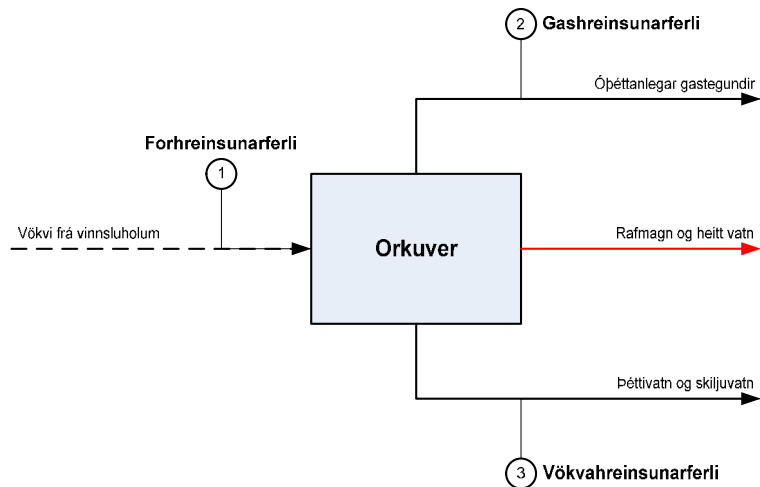 2 Gashreinsunarferli
Óþéttanlegar gastegundir
Forhreinsunarferli
1
Vökvi frá vinnsluholum
Orkuver
Rafmagn og heitt vatn
Þéttivatn og skiljuvatn
3 Vökvahreinsunarferli